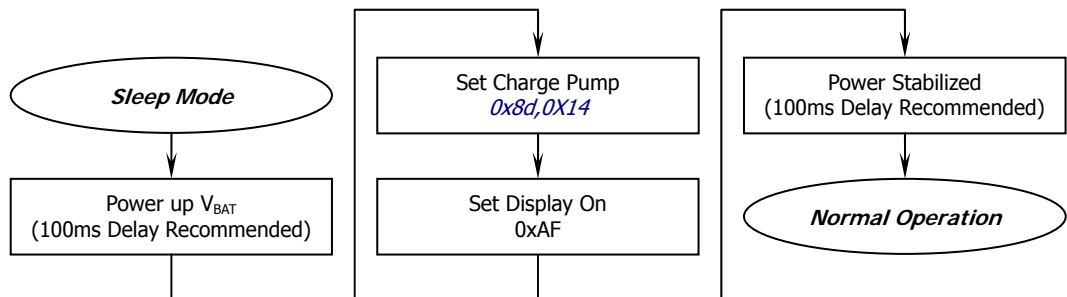 Sleep Mode
Power up VBAT
(100ms Delay Recommended)
Set Charge Pump
0x8d,0X14
Set Display On
0xAF
Power Stabilized
(100ms Delay Recommended)
Normal Operation